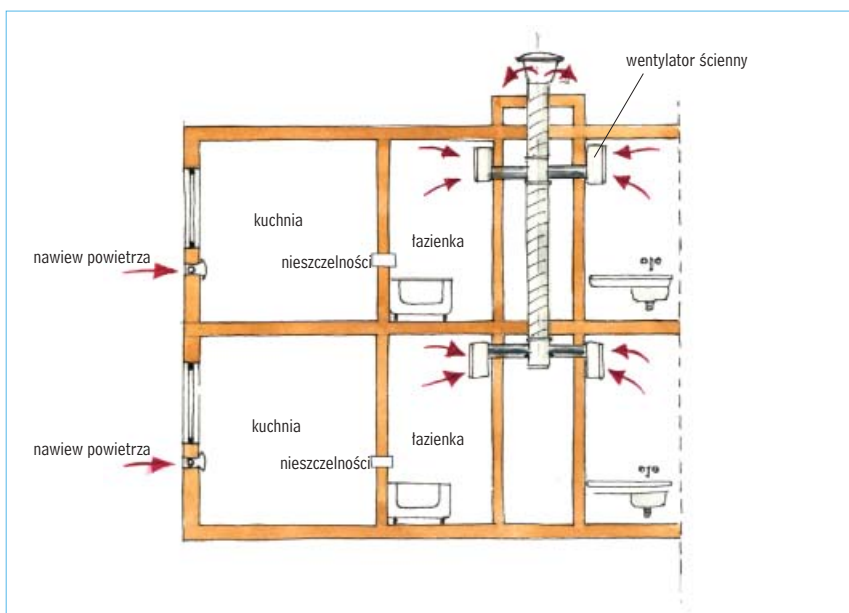 wentylator ścienny
kuchnia
łazienka
nawiew powietrza
nieszczelności
kuchnia
łazienka
nawiew powietrza
nieszczelności